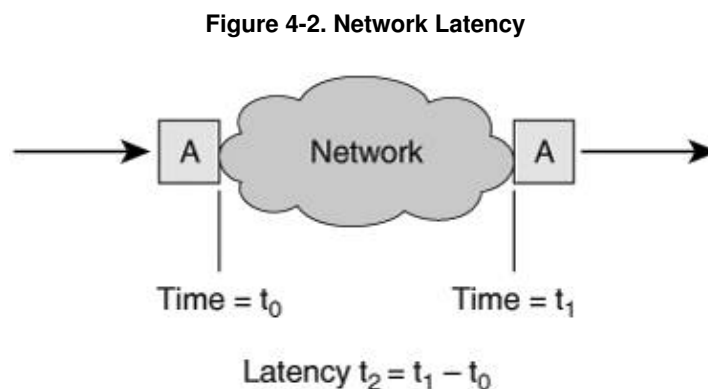 Figure 4-2. Network Latency
A Network A
Time = t₀ Time = t₁
Latency t₂ = t₁ – t₀